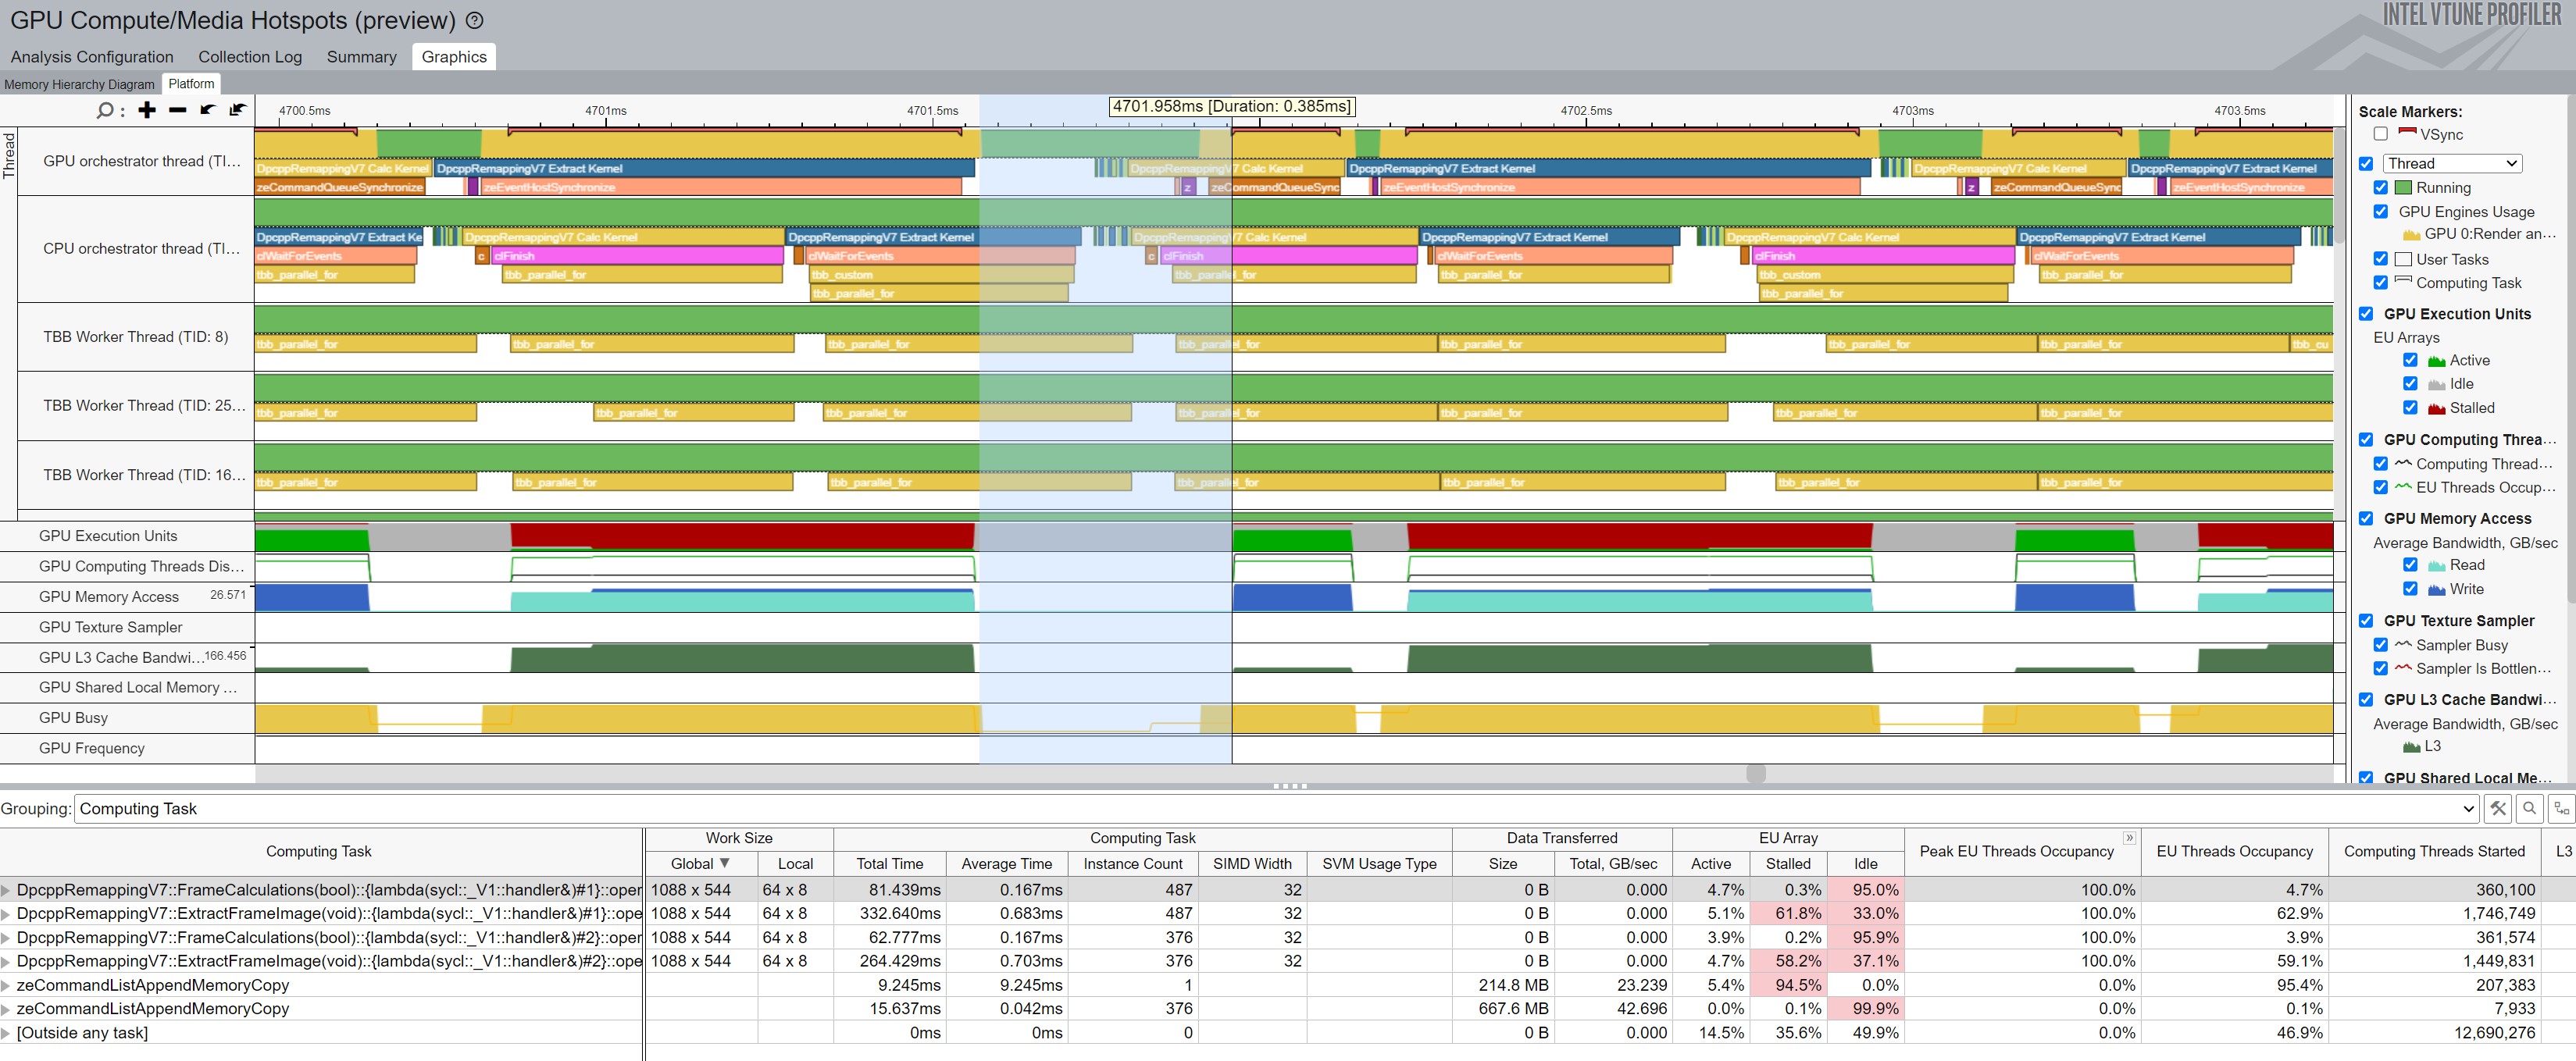 GPU Compute/Media Hotspots (preview)
INTEL VTUNE PROFILER
Analysis Configuration Collection Log Summary Graphics
Memory Hierarchy Diagram Platform
4700.5ms 4701ms 4701.5ms 4701.958ms [Duration: 0.385ms] 4702.5ms 4703ms 4703.5ms
Thread
GPU orchestrator thread (TI...
DpcppRemappingV7 Calc Kernel DpcppRemappingV7 Extract Kernel DpcppRemappingV7 Calc Kernel DpcppRemappingV7 Extract Kernel DpcppRemappingV7 Calc Kernel DpcppRemappingV7 Extract Kernel
zeCommandQueueSynchronize zeEventHostSynchronize z zeCommandQueueSync zeEventHostSynchronize z zeCommandQueueSync zeEventHostSynchronize
CPU orchestrator thread (TI...
DpcppRemappingV7 Extract Ke DpcppRemappingV7 Calc Kernel DpcppRemappingV7 Extract Kernel DpcppRemappingV7 Calc Kernel DpcppRemappingV7 Extract Kernel DpcppRemappingV7 Calc Kernel DpcppRemappingV7 Extract Kernel
clWaitForEvents c clFinish clWaitForEvents c clFinish clWaitForEvents clFinish clWaitForEvents
tbb_parallel_for tbb_parallel_for tbb_custom tbb_parallel_for tbb_parallel_for tbb_custom tbb_parallel_for
tbb_parallel_for tbb_parallel_for
TBB Worker Thread (TID: 8)
tbb_parallel_for tbb_parallel_for tbb_parallel_for tbb_parallel_for tbb_parallel_for tbb_parallel_for tbb_parallel_for tbb_cu
TBB Worker Thread (TID: 25...
tbb_parallel_for tbb_parallel_for tbb_parallel_for tbb_parallel_for tbb_parallel_for tbb_parallel_for tbb_parallel_for
TBB Worker Thread (TID: 16...
tbb_parallel_for tbb_parallel_for tbb_parallel_for tbb_parallel_for tbb_parallel_for tbb_parallel_for tbb_parallel_for
GPU Execution Units
GPU Computing Threads Dis...
GPU Memory Access 26.571
GPU Texture Sampler
GPU L3 Cache Bandwi... 166.456
GPU Shared Local Memory ...
GPU Busy
GPU Frequency
Scale Markers:
VSync
Thread
Running
GPU Engines Usage
GPU 0:Render an...
User Tasks
Computing Task
GPU Execution Units
EU Arrays
Active
Idle
Stalled
GPU Computing Threa...
Computing Thread...
EU Threads Occup...
GPU Memory Access
Average Bandwidth, GB/sec
Read
Write
GPU Texture Sampler
Sampler Busy
Sampler Is Bottlen...
GPU L3 Cache Bandwi...
Average Bandwidth, GB/sec
L3
GPU Shared Local Me...
Grouping: Computing Task
Computing Task Work Size Computing Task Data Transferred EU Array Peak EU Threads Occupancy EU Threads Occupancy Computing Threads Started L3
Global Local Total Time Average Time Instance Count SIMD Width SVM Usage Type Size Total, GB/sec Active Stalled Idle
DpcppRemappingV7::FrameCalculations(bool)::{lambda(sycl::_V1::handler&)#1}::oper 1088 x 544 64 x 8 81.439ms 0.167ms 487 32 0 B 0.000 4.7% 0.3% 95.0% 100.0% 4.7% 360,100
DpcppRemappingV7::ExtractFrameImage(void)::{lambda(sycl::_V1::handler&)#1}::ope 1088 x 544 64 x 8 332.640ms 0.683ms 487 32 0 B 0.000 5.1% 61.8% 33.0% 100.0% 62.9% 1,746,749
DpcppRemappingV7::FrameCalculations(bool)::{lambda(sycl::_V1::handler&)#2}::oper 1088 x 544 64 x 8 62.777ms 0.167ms 376 32 0 B 0.000 3.9% 0.2% 95.9% 100.0% 3.9% 361,574
DpcppRemappingV7::ExtractFrameImage(void)::{lambda(sycl::_V1::handler&)#2}::ope 1088 x 544 64 x 8 264.429ms 0.703ms 376 32 0 B 0.000 4.7% 58.2% 37.1% 100.0% 59.1% 1,449,831
zeCommandListAppendMemoryCopy 9.245ms 9.245ms 1 214.8 MB 23.239 5.4% 94.5% 0.0% 0.0% 95.4% 207,383
zeCommandListAppendMemoryCopy 15.637ms 0.042ms 376 667.6 MB 42.696 0.0% 0.1% 99.9% 0.0% 0.1% 7,933
[Outside any task] 0ms 0ms 0 0 B 0.000 14.5% 35.6% 49.9% 0.0% 46.9% 12,690,276